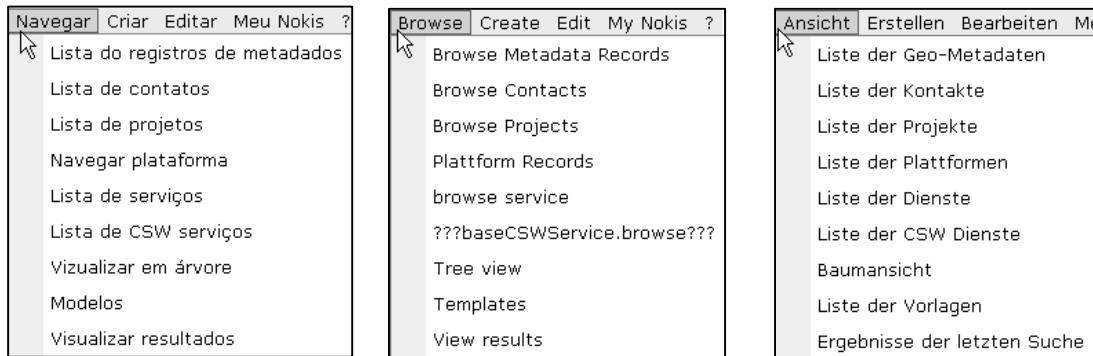 Navegar Criar Editar Meu Nokis ?
Lista do registros de metadados
Lista de contatos
Lista de projetos
Navegar plataforma
Lista de serviços
Lista de CSW serviços
Vizualizar em árvore
Modelos
Visualizar resultados
Browse Create Edit My Nokis ?
Browse Metadata Records
Browse Contacts
Browse Projects
Plattform Records
browse service
???baseCSWService.browse???
Tree view
Templates
View results
Ansicht Erstellen Bearbeiten
Liste der Geo-Metadaten
Liste der Kontakte
Liste der Projekte
Liste der Plattformen
Liste der Dienste
Liste der CSW Dienste
Baumansicht
Liste der Vorlagen
Ergebnisse der letzten Suche